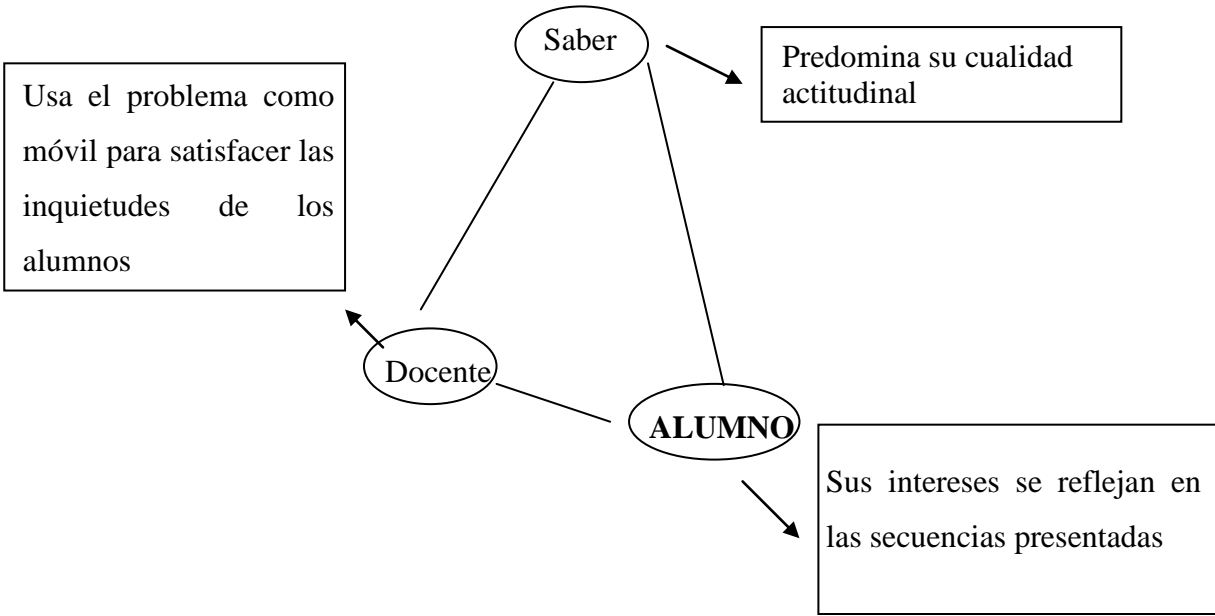 Saber
Predomina su cualidad
actitudinal
Usa el problema como
móvil para satisfacer las
inquietudes de los
alumnos
Docente
ALUMNO
Sus intereses se reflejan en
las secuencias presentadas